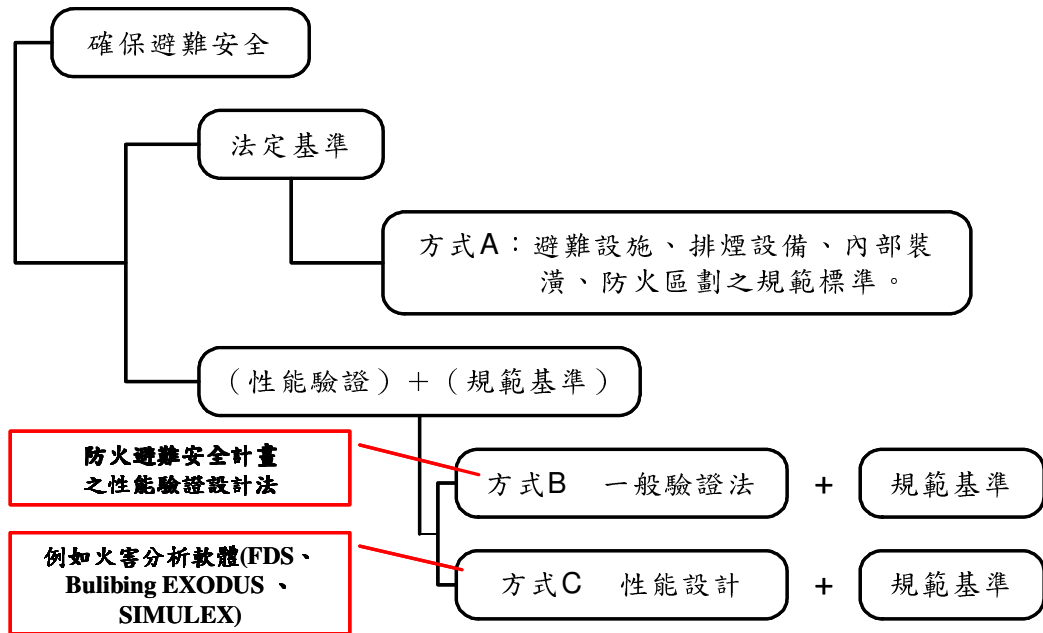 確保避難安全
法定基準
方式A：避難設施、排煙設備、內部裝
潢、防火區劃之規範標準。
（性能驗證）＋（規範基準）
防火避難安全計畫
之性能驗證設計法
方式B 一般驗證法 + 規範基準
例如火害分析軟體(FDS、
Bulibing EXODUS 、
SIMULEX)
方式C 性能設計 + 規範基準